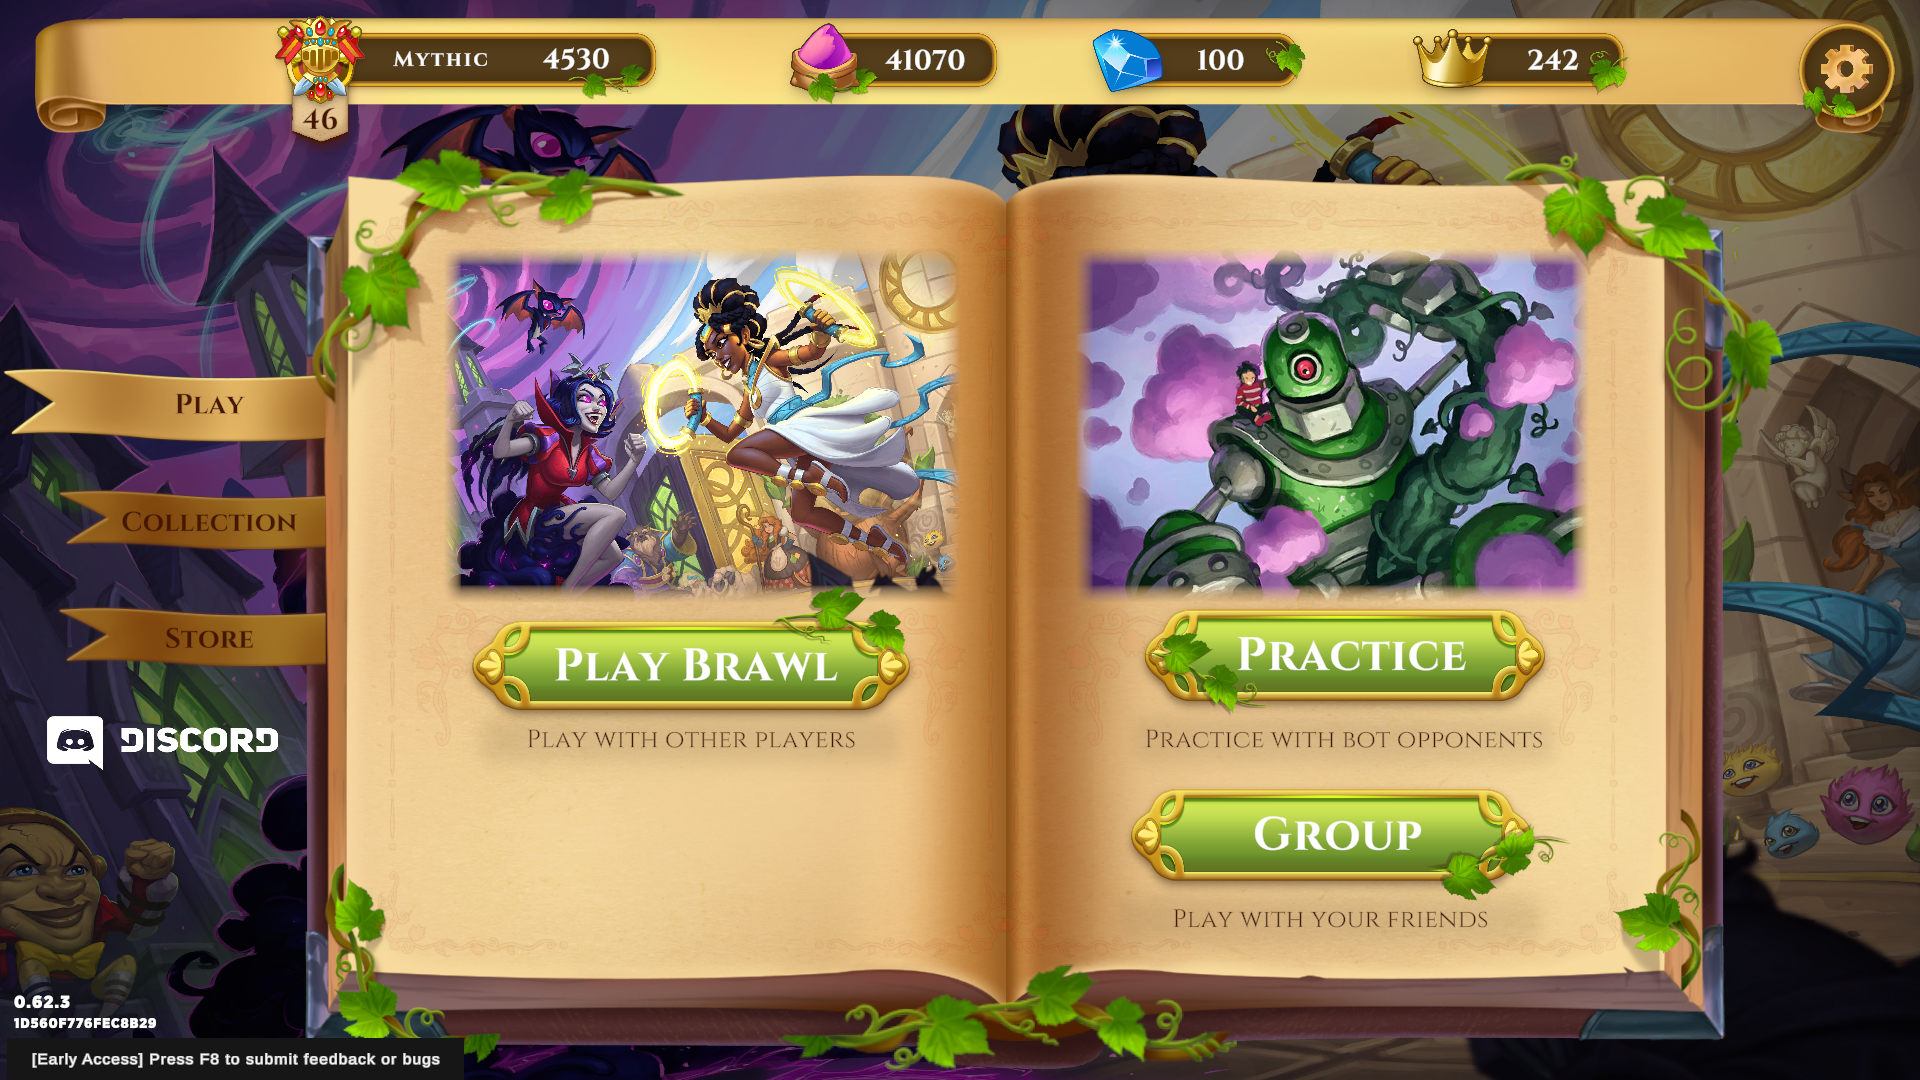 Mythic 4530
41070
100
242
46
Play
Collection
Store
DISCORD
Play Brawl
Play with other players
Practice
Practice with bot opponents
Group
Play with your friends
0.62.3
1D560F776FEC8B29
[Early Access] Press F8 to submit feedback or bugs